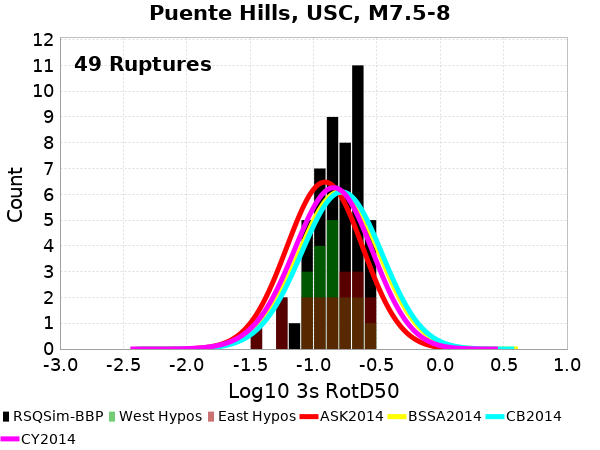 Puente Hills, USC, M7.5-8
49 Ruptures
Count
12
11
10
9
8
7
6
5
4
3
2
1
0
-3.0 -2.5 -2.0 -1.5 -1.0 -0.5 0.0 0.5 1.0
Log10 3s RotD50
RSQSim-BBP West Hypos East Hypos ASK2014 BSSA2014 CB2014
CY2014